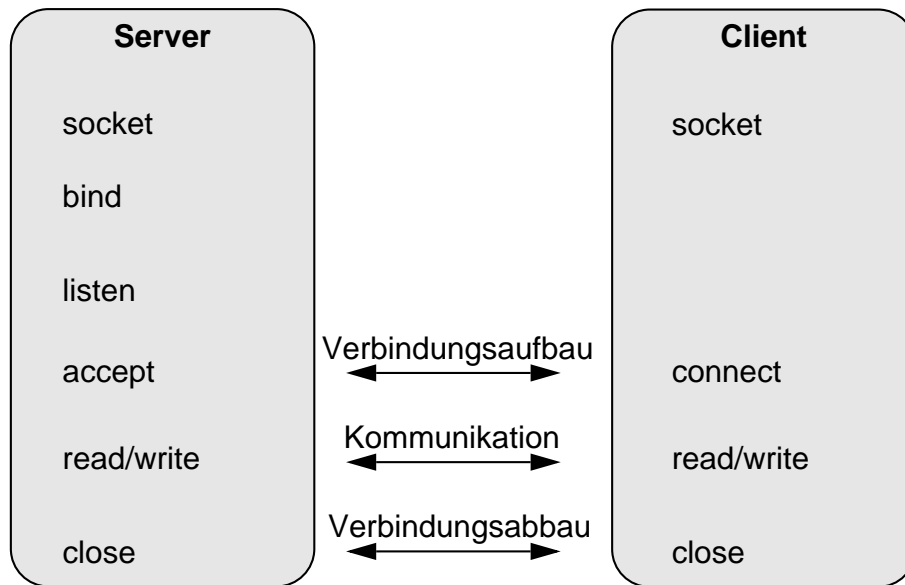 Server
socket
bind
listen
accept
read/write
close
Verbindungsaufbau
Kommunikation
Verbindungsabbau
Client
socket
connect
read/write
close